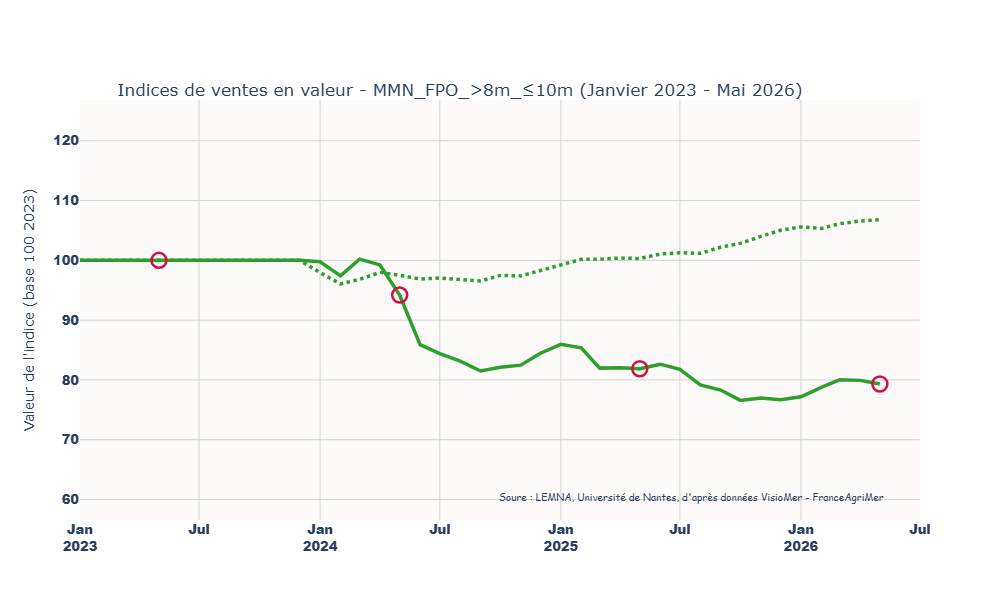 Indices de ventes en valeur - MMN_FPO_>8m_≤10m (Janvier 2023 - Mai 2026)
Valeur de l'indice (base 100 2023)
120
110
100
90
80
70
60
Soure : LEMNA, Université de Nantes, d'après données VisioMer - FranceAgriMer
Jan Jul Jan Jul Jan Jul Jan Jul
2023 2024 2025 2026